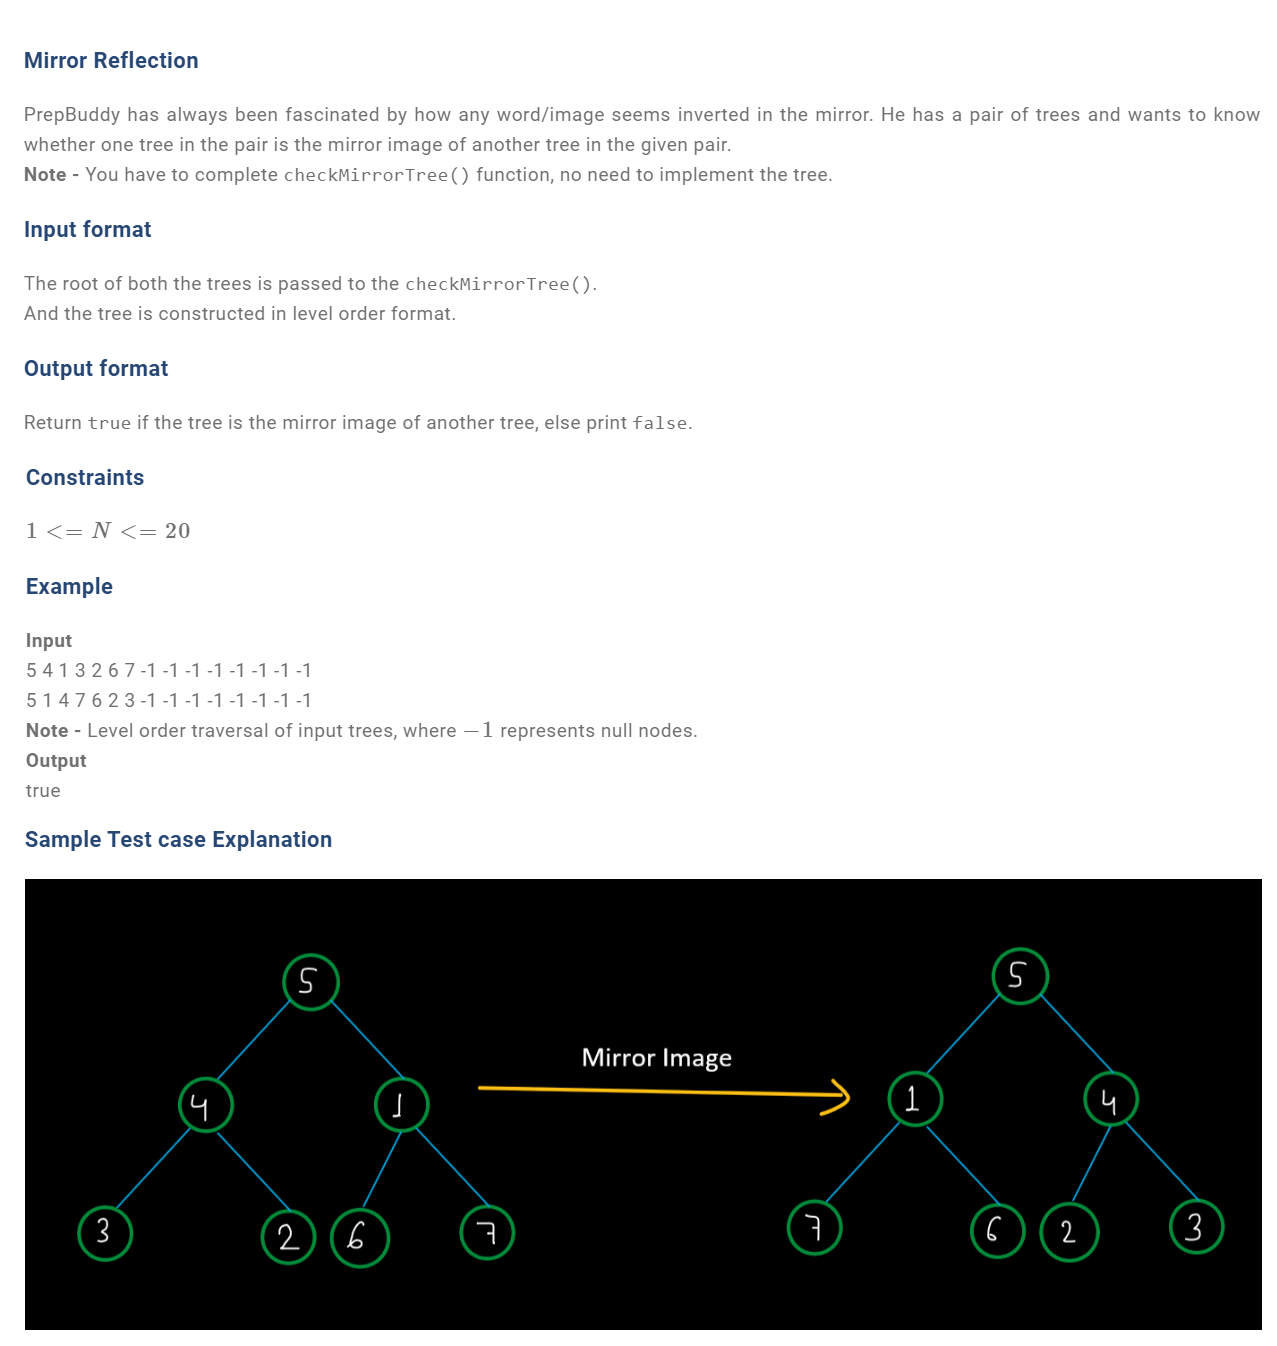 Mirror Reflection
PrepBuddy has always been fascinated by how any word/image seems inverted in the mirror. He has a pair of trees and wants to know
whether one tree in the pair is the mirror image of another tree in the given pair.
Note - You have to complete checkMirrorTree() function, no need to implement the tree.
Input format
The root of both the trees is passed to the checkMirrorTree().
And the tree is constructed in level order format.
Output format
Return true if the tree is the mirror image of another tree, else print false.
Constraints
1 <= N <= 20
Example
Input
5 4 1 3 2 6 7 -1 -1 -1 -1 -1 -1 -1 -1
5 1 4 7 6 2 3 -1 -1 -1 -1 -1 -1 -1 -1
Note - Level order traversal of input trees, where −1 represents null nodes.
Output
true
Sample Test case Explanation
5 5
Mirror Image
4 1 1 4
3 2 6 7 7 6 2 3